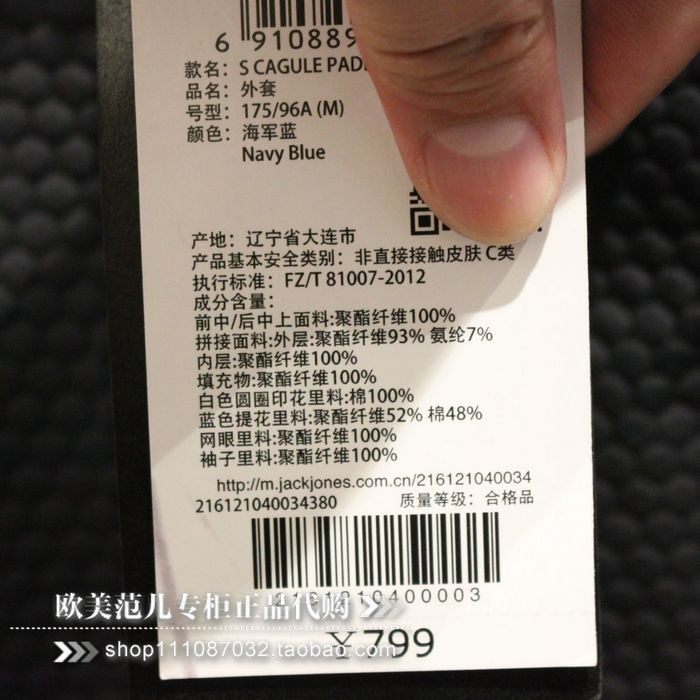 6 910889
款名: S CAGULE PAD
品名: 外套
号型: 175/96A (M)
颜色: 海军蓝
Navy Blue
产地: 辽宁省大连市
产品基本安全类别: 非直接接触皮肤 C类
执行标准: FZ/T 81007-2012
成分含量:
前中/后中上面料:聚酯纤维100%
拼接面料:外层:聚酯纤维93% 氨纶7%
内层:聚酯纤维100%
填充物:聚酯纤维100%
白色圆圈印花里料:棉100%
蓝色提花里料:聚酯纤维52% 棉48%
网眼里料:聚酯纤维100%
袖子里料:聚酯纤维100%
http://m.jackjones.com.cn/216121040034
216121040034380 质量等级: 合格品
欧美范儿专柜正品代购
￥799
shop111087032.taobao.com